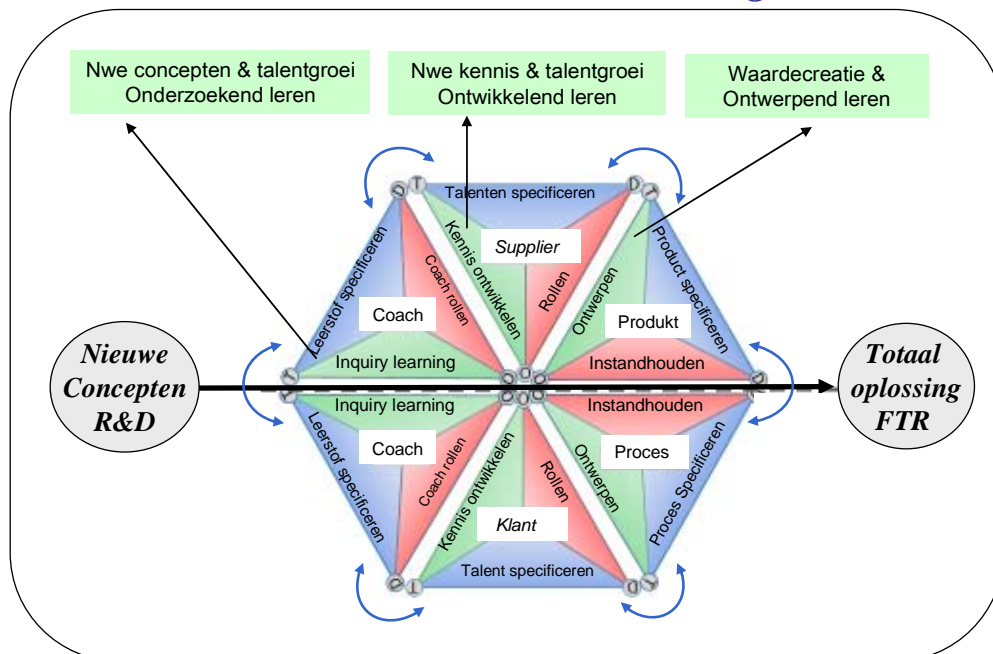 Nwe concepten & talentgroei
Onderzoekend leren
Nwe kennis & talentgroei
Ontwikkelend leren
Waardecreatie &
Ontwerpend leren
Talenten specificeren
Supplier
Kennis ontwikkelen
Rollen
Leerstof specificeren
Coach rollen
Coach
Inquiry learning
Ontwerpen
Product specificeren
Produkt
Instandhouden
Nieuwe
Concepten
R&D
Totaal
oplossing
FTR
Inquiry learning
Coach
Leerstof specificeren
Coach rollen
Kennis ontwikkelen
Klant
Rollen
Talent specificeren
Instandhouden
Proces
Ontwerpen
Proces Specificeren